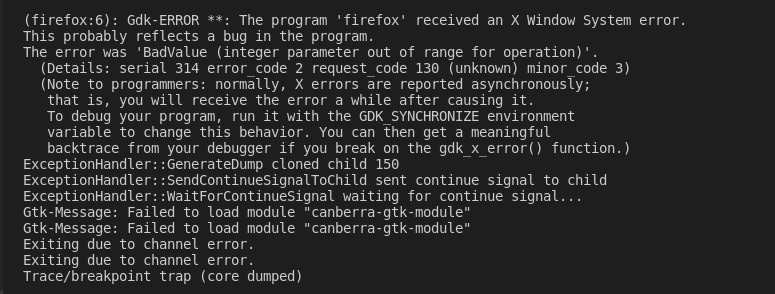 (firefox:6): Gdk-ERROR **: The program 'firefox' received an X Window System error.
This probably reflects a bug in the program.
The error was 'BadValue (integer parameter out of range for operation)'.
  (Details: serial 314 error_code 2 request_code 130 (unknown) minor_code 3)
  (Note to programmers: normally, X errors are reported asynchronously;
   that is, you will receive the error a while after causing it.
   To debug your program, run it with the GDK_SYNCHRONIZE environment
   variable to change this behavior. You can then get a meaningful
   backtrace from your debugger if you break on the gdk_x_error() function.)
ExceptionHandler::GenerateDump cloned child 150
ExceptionHandler::SendContinueSignalToChild sent continue signal to child
ExceptionHandler::WaitForContinueSignal waiting for continue signal...
Gtk-Message: Failed to load module "canberra-gtk-module"
Gtk-Message: Failed to load module "canberra-gtk-module"
Exiting due to channel error.
Exiting due to channel error.
Trace/breakpoint trap (core dumped)